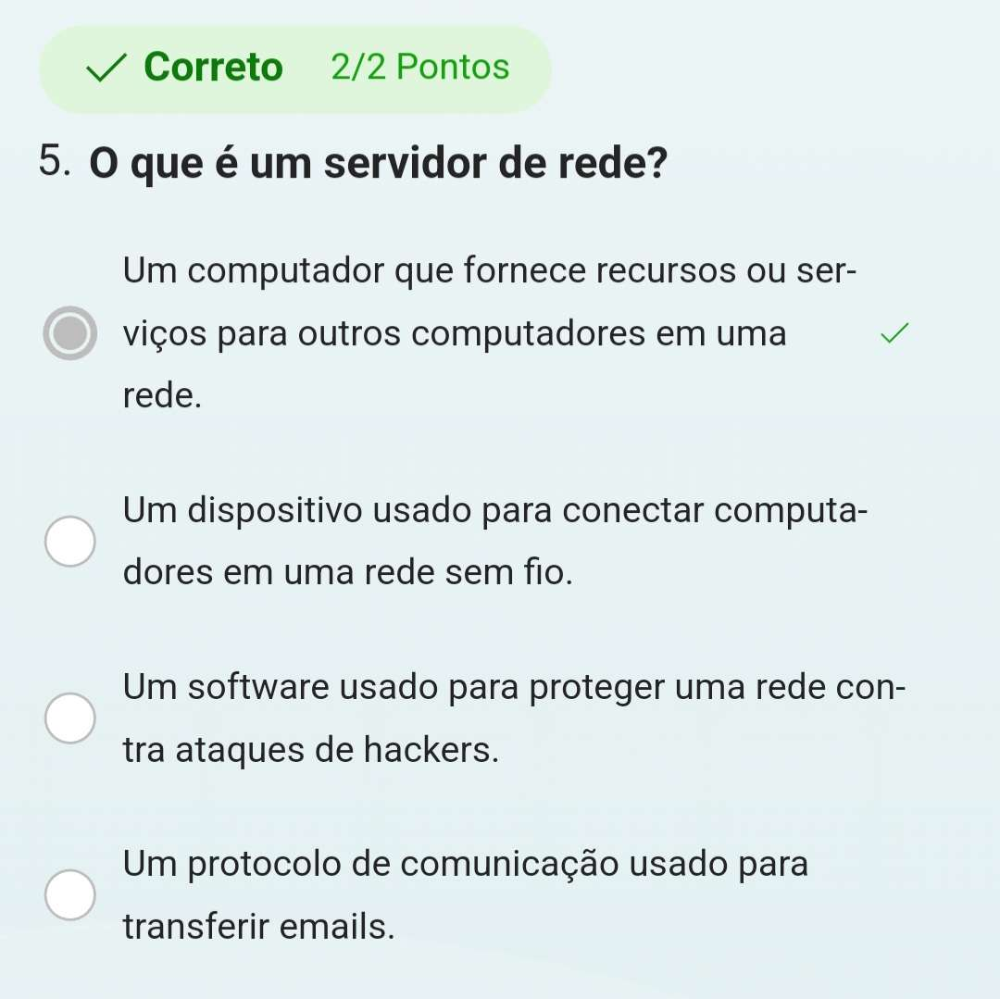 Correto 2/2 Pontos
5. O que é um servidor de rede?
Um computador que fornece recursos ou ser-
viços para outros computadores em uma
rede.
Um dispositivo usado para conectar computa-
dores em uma rede sem fio.
Um software usado para proteger uma rede con-
tra ataques de hackers.
Um protocolo de comunicação usado para
transferir emails.